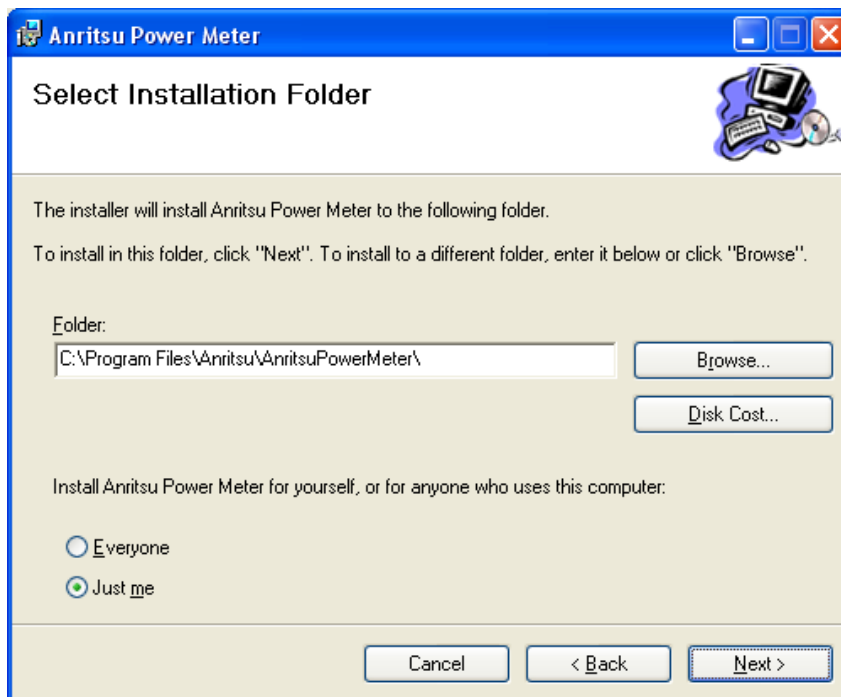 Anritsu Power Meter
Select Installation Folder
The installer will install Anritsu Power Meter to the following folder.
To install in this folder, click "Next". To install to a different folder, enter it below or click "Browse".
Folder:
C:\Program Files\Anritsu\AnritsuPowerMeter\
Browse...
Disk Cost...
Install Anritsu Power Meter for yourself, or for anyone who uses this computer:
Everyone
Just me
Cancel
< Back
Next >